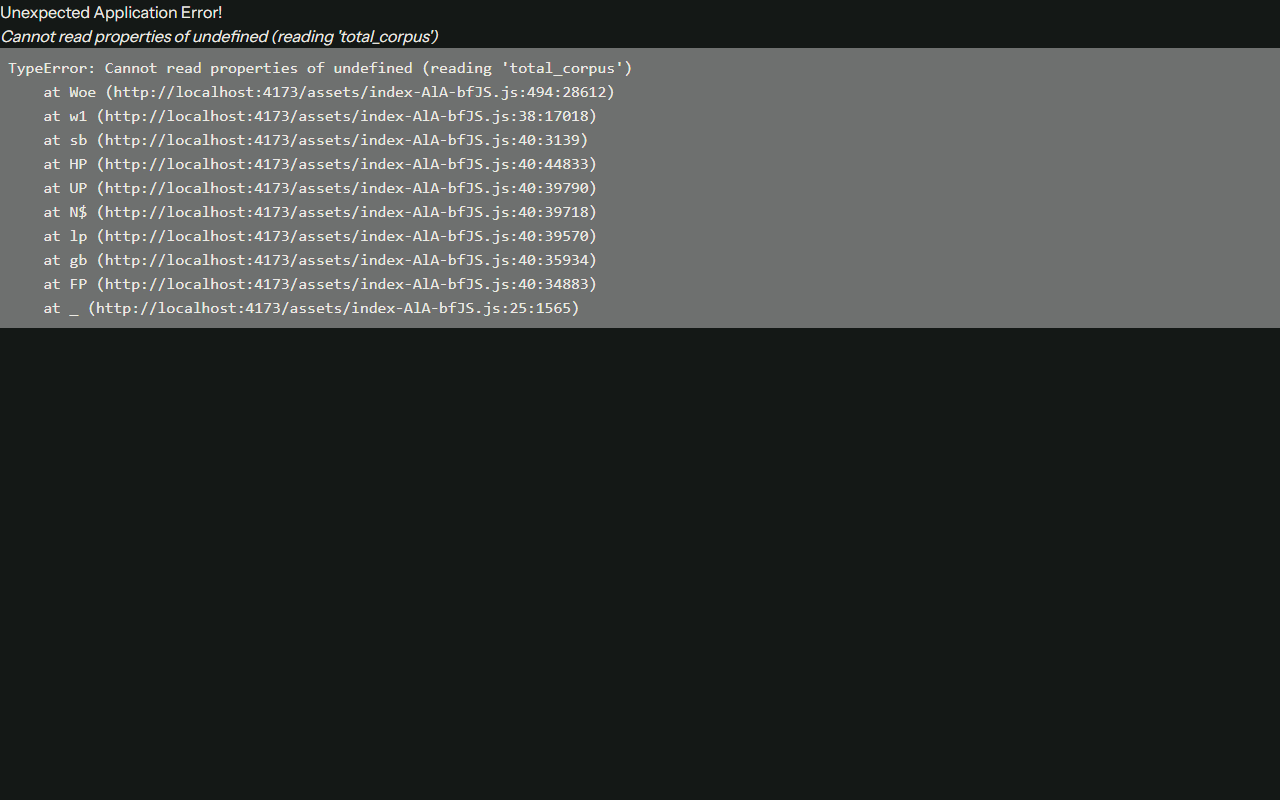 Unexpected Application Error!
Cannot read properties of undefined (reading 'total_corpus')
TypeError: Cannot read properties of undefined (reading 'total_corpus')
    at Woe (http://localhost:4173/assets/index-AlA-bfJS.js:494:28612)
    at w1 (http://localhost:4173/assets/index-AlA-bfJS.js:38:17018)
    at sb (http://localhost:4173/assets/index-AlA-bfJS.js:40:3139)
    at HP (http://localhost:4173/assets/index-AlA-bfJS.js:40:44833)
    at UP (http://localhost:4173/assets/index-AlA-bfJS.js:40:39790)
    at N$ (http://localhost:4173/assets/index-AlA-bfJS.js:40:39718)
    at lp (http://localhost:4173/assets/index-AlA-bfJS.js:40:39570)
    at gb (http://localhost:4173/assets/index-AlA-bfJS.js:40:35934)
    at FP (http://localhost:4173/assets/index-AlA-bfJS.js:40:34883)
    at _ (http://localhost:4173/assets/index-AlA-bfJS.js:25:1565)